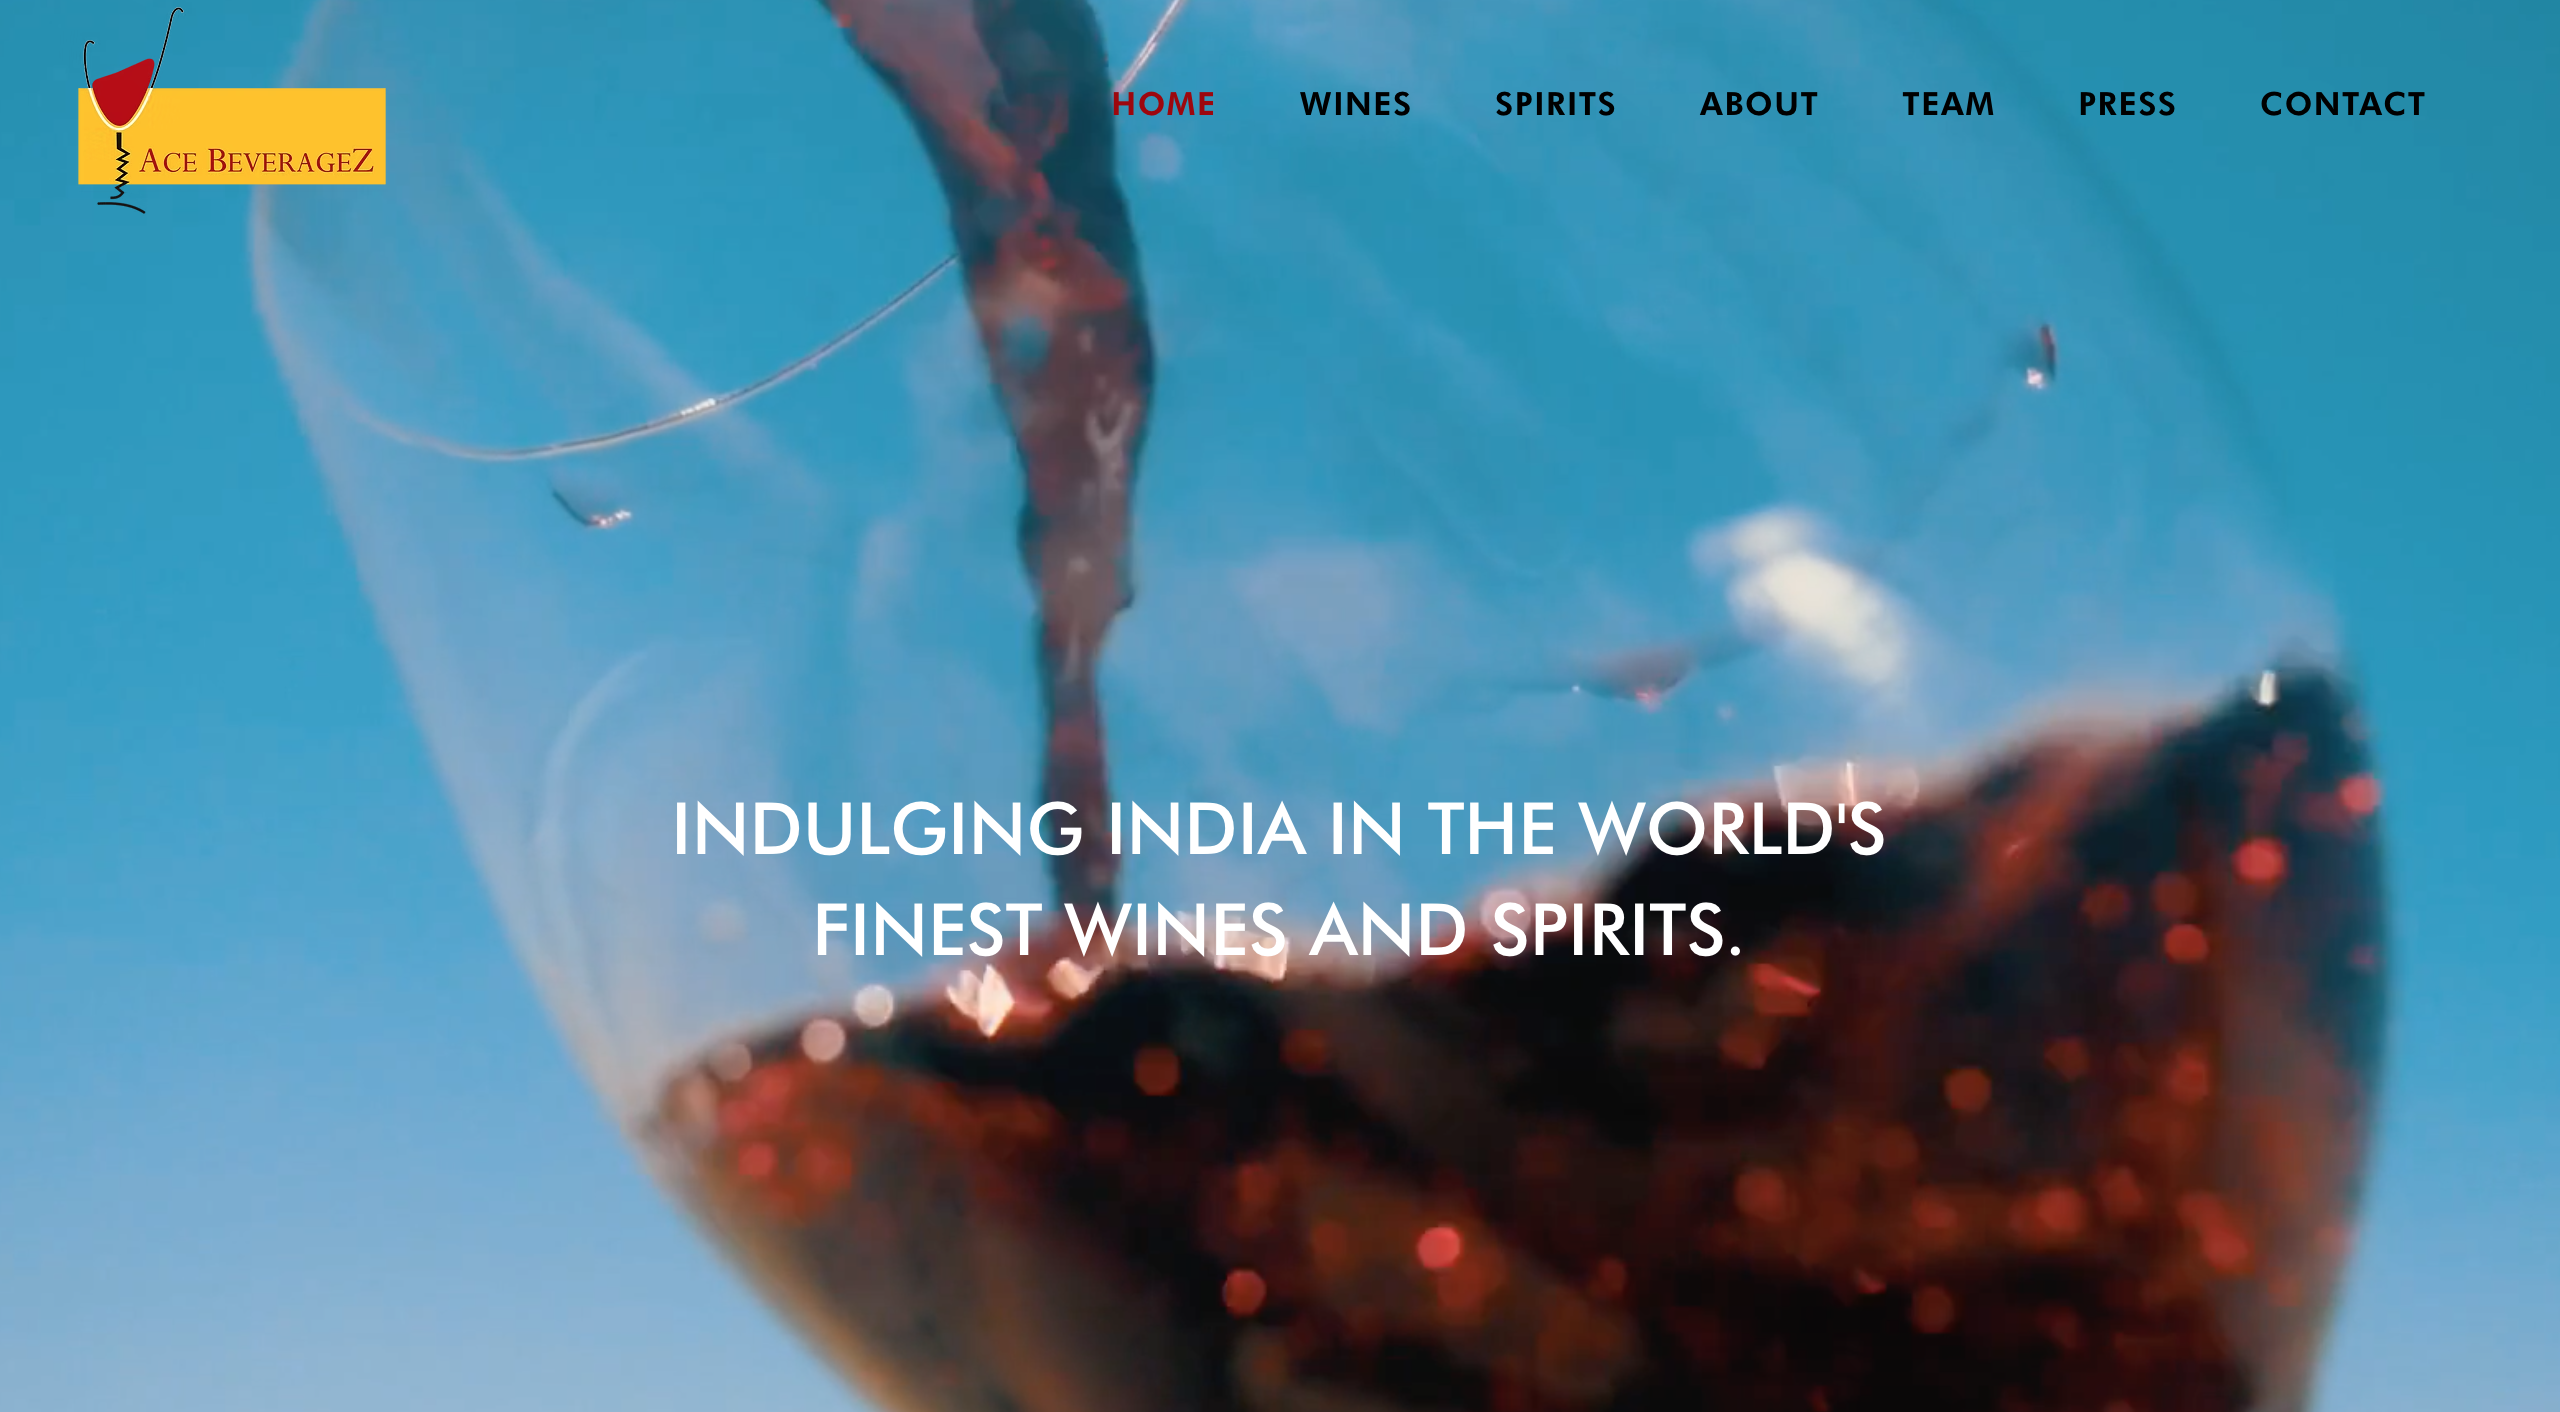 ACE BEVERAGEZ
HOME WINES SPIRITS ABOUT TEAM PRESS CONTACT
INDULGING INDIA IN THE WORLD'S
FINEST WINES AND SPIRITS.